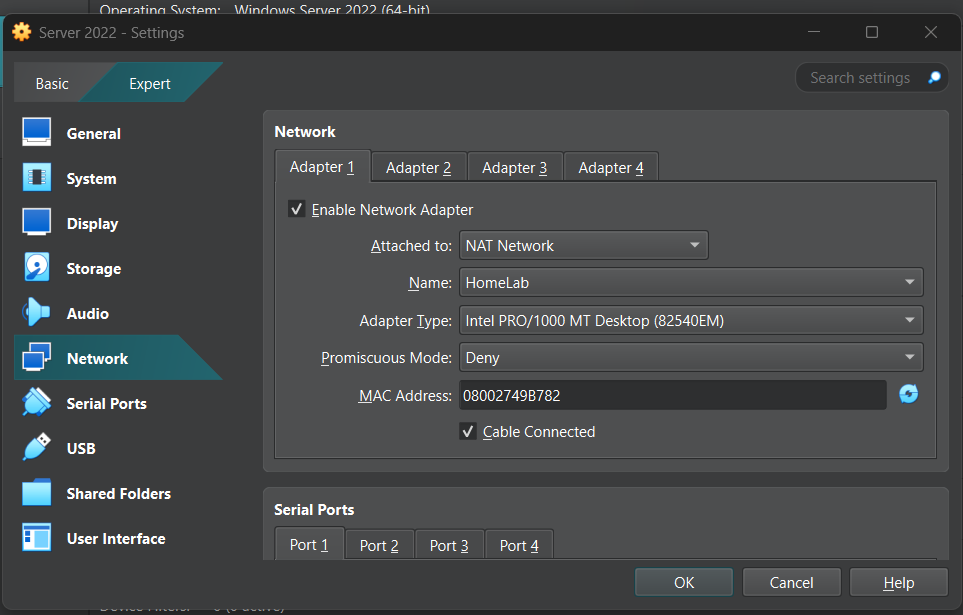 Operating System: Windows Server 2022 (64-bit)
Server 2022 - Settings
Basic Expert
Search settings
General
System
Display
Storage
Audio
Network
Serial Ports
USB
Shared Folders
User Interface
Network
Adapter 1 Adapter 2 Adapter 3 Adapter 4
Enable Network Adapter
Attached to: NAT Network
Name: HomeLab
Adapter Type: Intel PRO/1000 MT Desktop (82540EM)
Promiscuous Mode: Deny
MAC Address: 08002749B782
Cable Connected
Serial Ports
Port 1 Port 2 Port 3 Port 4
OK Cancel Help
Device Filters: 0 (0 active)